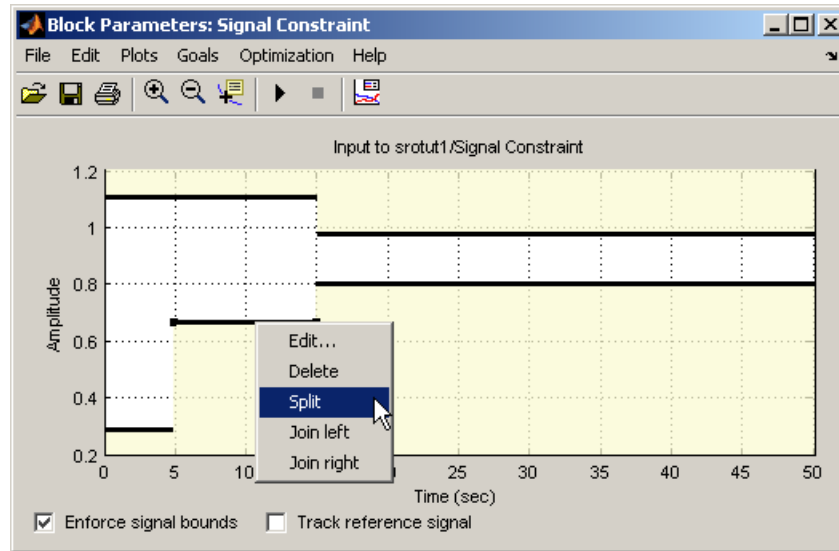 Block Parameters: Signal Constraint
File Edit Plots Goals Optimization Help
Input to srotut1/Signal Constraint
1.2
1
0.8
0.6
0.4
0.2
Amplitude
Edit...
Delete
Split
Join left
Join right
0 5 10 25 30 35 40 45 50
Time (sec)
Enforce signal bounds Track reference signal